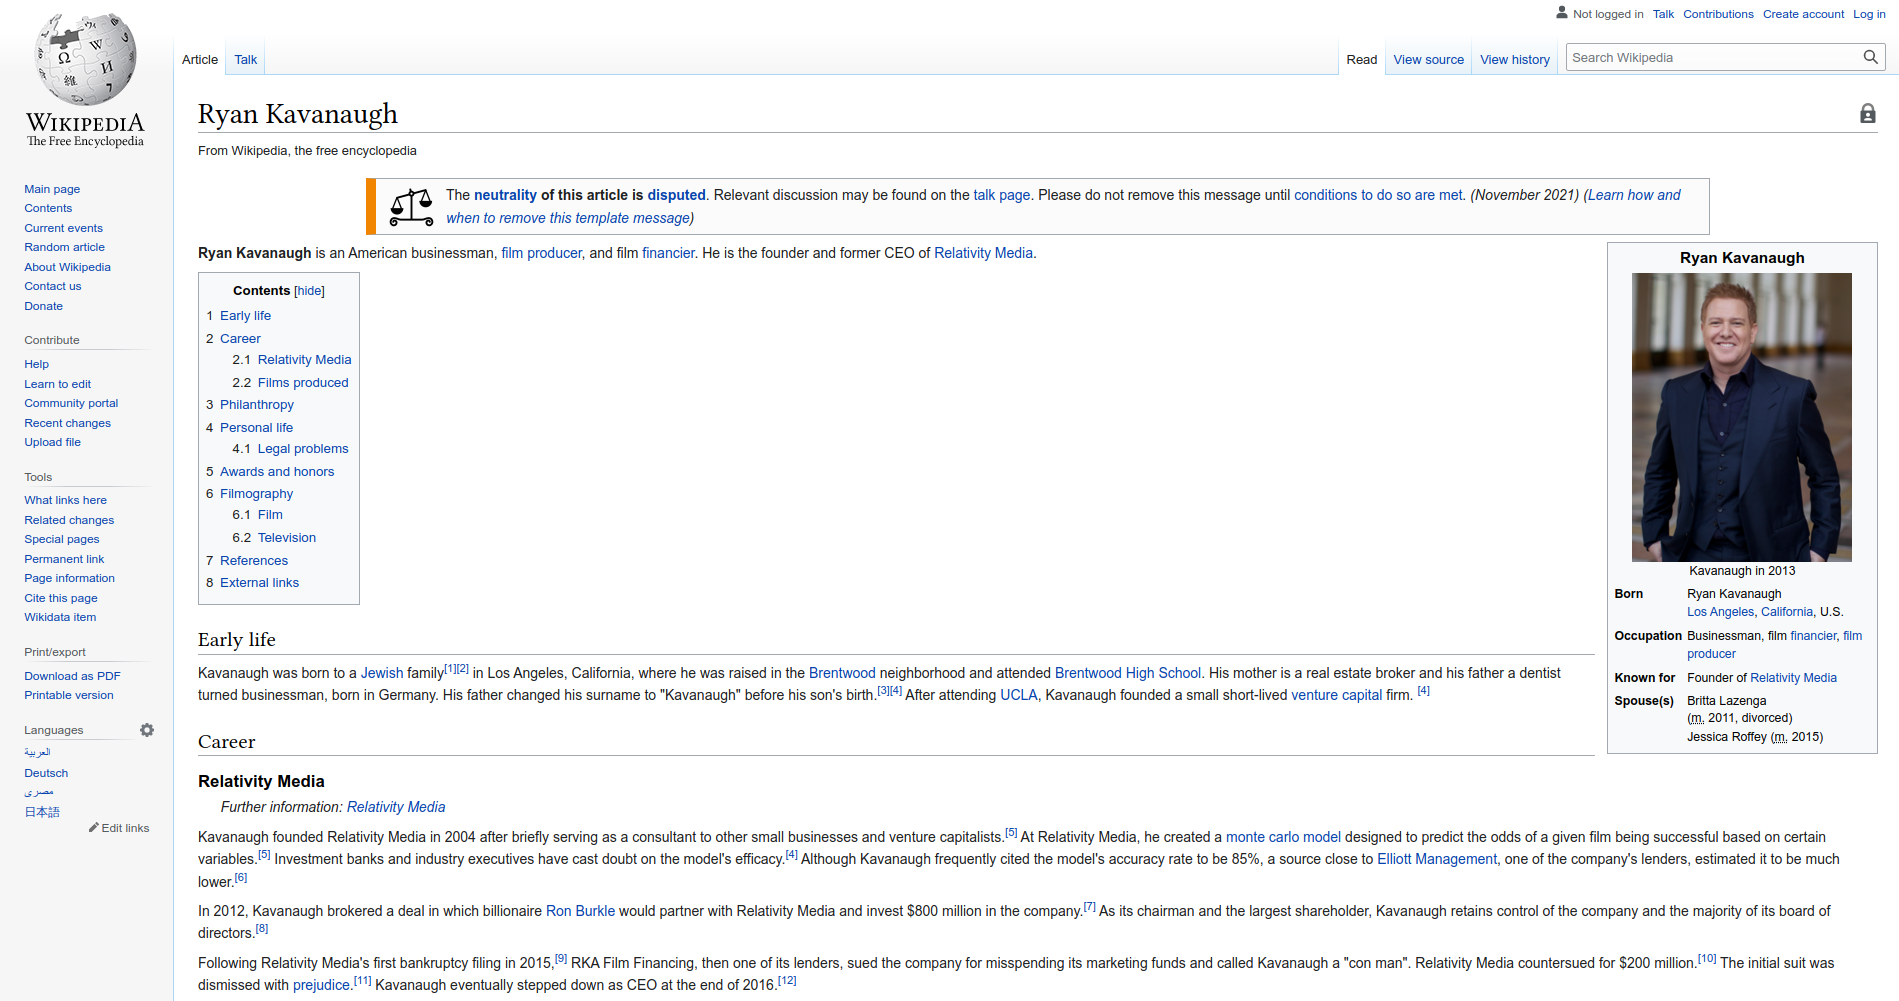 Not logged in Talk Contributions Create account Log in
Article Talk
Read View source View history Search Wikipedia
WIKIPEDIA
The Free Encyclopedia
Main page
Contents
Current events
Random article
About Wikipedia
Contact us
Donate
Contribute
Help
Learn to edit
Community portal
Recent changes
Upload file
Tools
What links here
Related changes
Special pages
Permanent link
Page information
Cite this page
Wikidata item
Print/export
Download as PDF
Printable version
Languages
العربية
Deutsch
مصرى
日本語
Edit links
Ryan Kavanaugh
From Wikipedia, the free encyclopedia
The neutrality of this article is disputed. Relevant discussion may be found on the talk page. Please do not remove this message until conditions to do so are met. (November 2021) (Learn how and
when to remove this template message)
Ryan Kavanaugh is an American businessman, film producer, and film financier. He is the founder and former CEO of Relativity Media.
Contents [hide]
1 Early life
2 Career
2.1 Relativity Media
2.2 Films produced
3 Philanthropy
4 Personal life
4.1 Legal problems
5 Awards and honors
6 Filmography
6.1 Film
6.2 Television
7 References
8 External links
Ryan Kavanaugh
Kavanaugh in 2013
Born Ryan Kavanaugh
Los Angeles, California, U.S.
Occupation Businessman, film financier, film
producer
Known for Founder of Relativity Media
Spouse(s) Britta Lazenga
(m. 2011, divorced)
Jessica Roffey (m. 2015)
Early life
Kavanaugh was born to a Jewish family[1][2] in Los Angeles, California, where he was raised in the Brentwood neighborhood and attended Brentwood High School. His mother is a real estate broker and his father a dentist
turned businessman, born in Germany. His father changed his surname to "Kavanaugh" before his son's birth.[3][4] After attending UCLA, Kavanaugh founded a small short-lived venture capital firm. [4]
Career
Relativity Media
Further information: Relativity Media
Kavanaugh founded Relativity Media in 2004 after briefly serving as a consultant to other small businesses and venture capitalists.[5] At Relativity Media, he created a monte carlo model designed to predict the odds of a given film being successful based on certain
variables.[5] Investment banks and industry executives have cast doubt on the model's efficacy.[4] Although Kavanaugh frequently cited the model's accuracy rate to be 85%, a source close to Elliott Management, one of the company's lenders, estimated it to be much
lower.[6]
In 2012, Kavanaugh brokered a deal in which billionaire Ron Burkle would partner with Relativity Media and invest $800 million in the company.[7] As its chairman and the largest shareholder, Kavanaugh retains control of the company and the majority of its board of
directors.[8]
Following Relativity Media's first bankruptcy filing in 2015,[9] RKA Film Financing, then one of its lenders, sued the company for misspending its marketing funds and called Kavanaugh a "con man". Relativity Media countersued for $200 million.[10] The initial suit was
dismissed with prejudice.[11] Kavanaugh eventually stepped down as CEO at the end of 2016.[12]